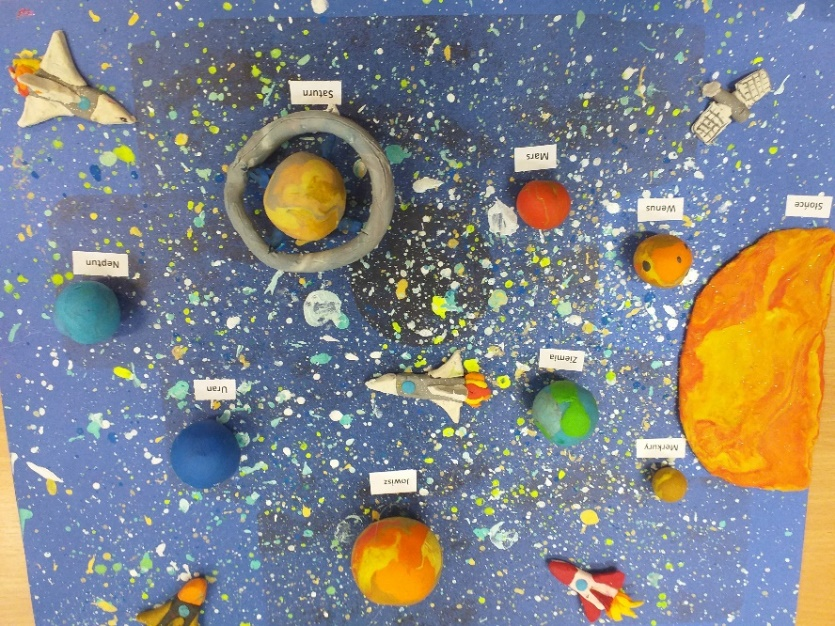 Saturn
Mars
Wenus
Słońce
Neptun
Ziemia
Uran
Merkury
Jowisz